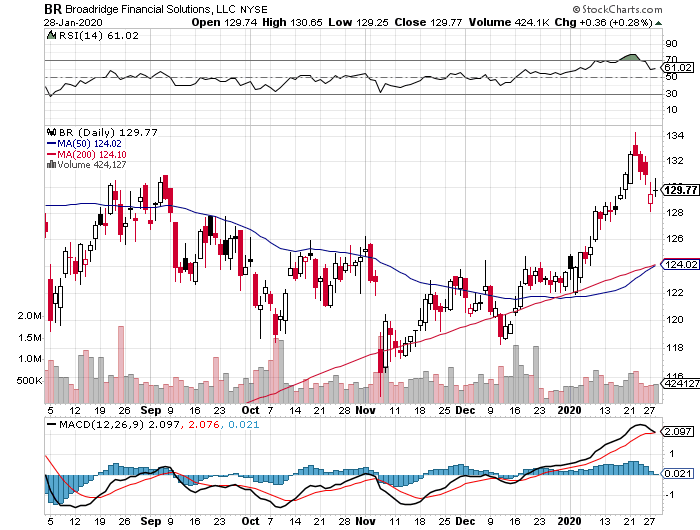 BR Broadridge Financial Solutions, LLC NYSE © StockCharts.com
28-Jan-2020 Open 129.74 High 130.65 Low 129.25 Close 129.77 Volume 424.1K Chg +0.36 (+0.28%)
RSI(14) 61.02
90
70
61.02
50
30
10
BR (Daily) 129.77
MA(50) 124.02
MA(200) 124.10
Volume 424,127
134
132
129.77
128
126
124.02
122
120
118
116
2.0M
1.5M
1.0M
500K
424127
5 12 19 26 Sep 9 16 23 Oct 7 14 21 28 Nov 11 18 25 Dec 9 16 23 2020 13 21 27
MACD(12,26,9) 2.097, 2.076, 0.021
2.097
1
0.021
-1
5 12 19 26 Sep 9 16 23 Oct 7 14 21 28 Nov 11 18 25 Dec 9 16 23 2020 13 21 27